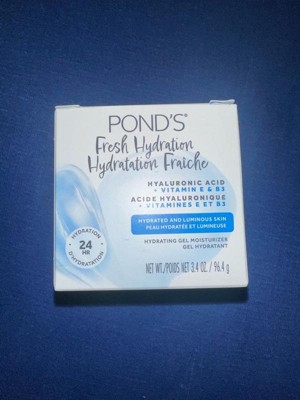 POND'S®
Fresh Hydration
Hydratation Fraîche
HYALURONIC ACID
+ VITAMIN E & B3
ACIDE HYALURONIQUE
+ VITAMINES E ET B3
HYDRATED AND LUMINOUS SKIN
PEAU HYDRATÉE ET LUMINEUSE
HYDRATING GEL MOISTURIZER
GEL HYDRATANT
HYDRATION
24
HR
D'HYDRATATION
NET WT./POIDS NET 3.4 OZ. / 96.4 g